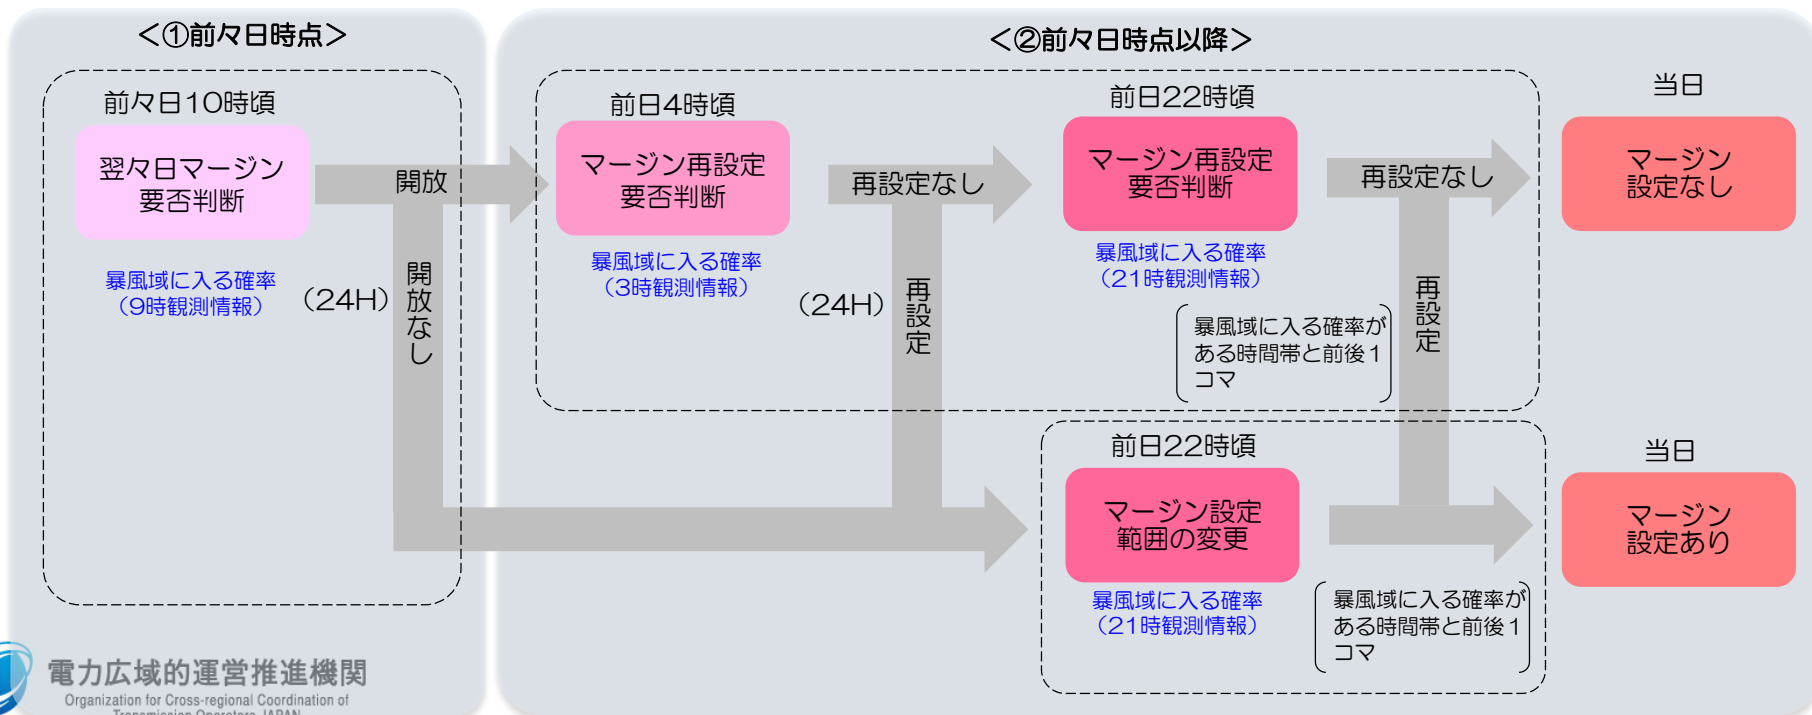 ＜①前々日時点＞
前々日10時頃
翌々日マージン
要否判断
暴風域に入る確率
（9時観測情報）
開放
（24H）
開放なし
＜②前々日時点以降＞
前日4時頃
マージン再設定
要否判断
暴風域に入る確率
（3時観測情報）
再設定なし
（24H）
再設定
前日22時頃
マージン再設定
要否判断
暴風域に入る確率
（21時観測情報）
暴風域に入る確率が
ある時間帯と前後1
コマ
再設定なし
再設定
当日
マージン
設定なし
前日22時頃
マージン設定
範囲の変更
暴風域に入る確率
（21時観測情報）
暴風域に入る確率が
ある時間帯と前後1
コマ
当日
マージン
設定あり
電力広域的運営推進機関
Organization for Cross-regional Coordination of
Transmission Operators, JAPAN